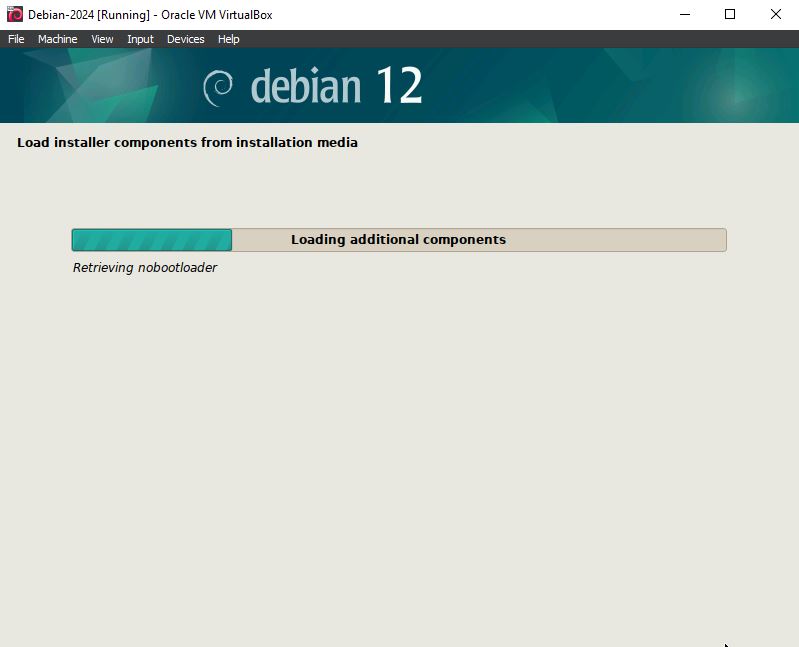 Debian-2024 [Running] - Oracle VM VirtualBox
File Machine View Input Devices Help
debian 12
Load installer components from installation media
Loading additional components
Retrieving nobootloader